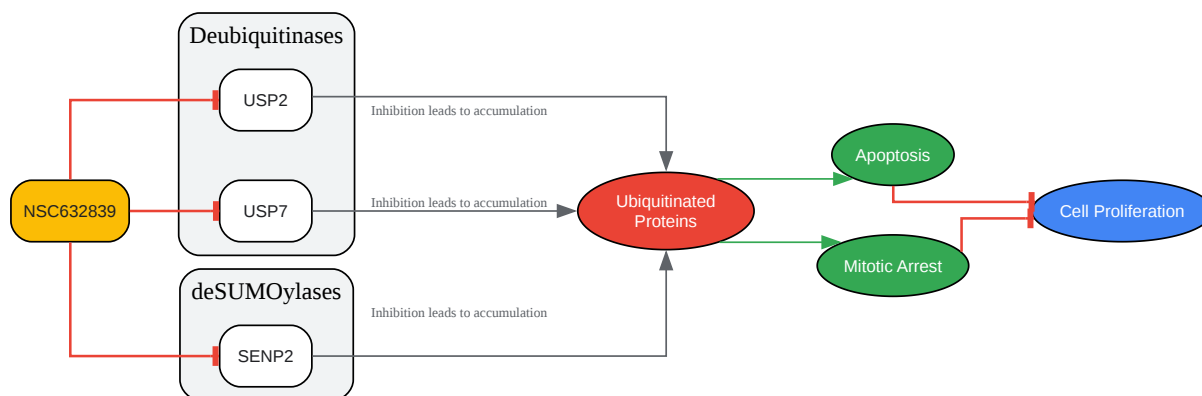 Deubiquitinases
USP2
Inhibition leads to accumulation
NSC632839
USP7
Inhibition leads to accumulation
Ubiquitinated
Proteins
Apoptosis
Mitotic Arrest
Cell Proliferation
deSUMOylases
Inhibition leads to accumulation
SENP2